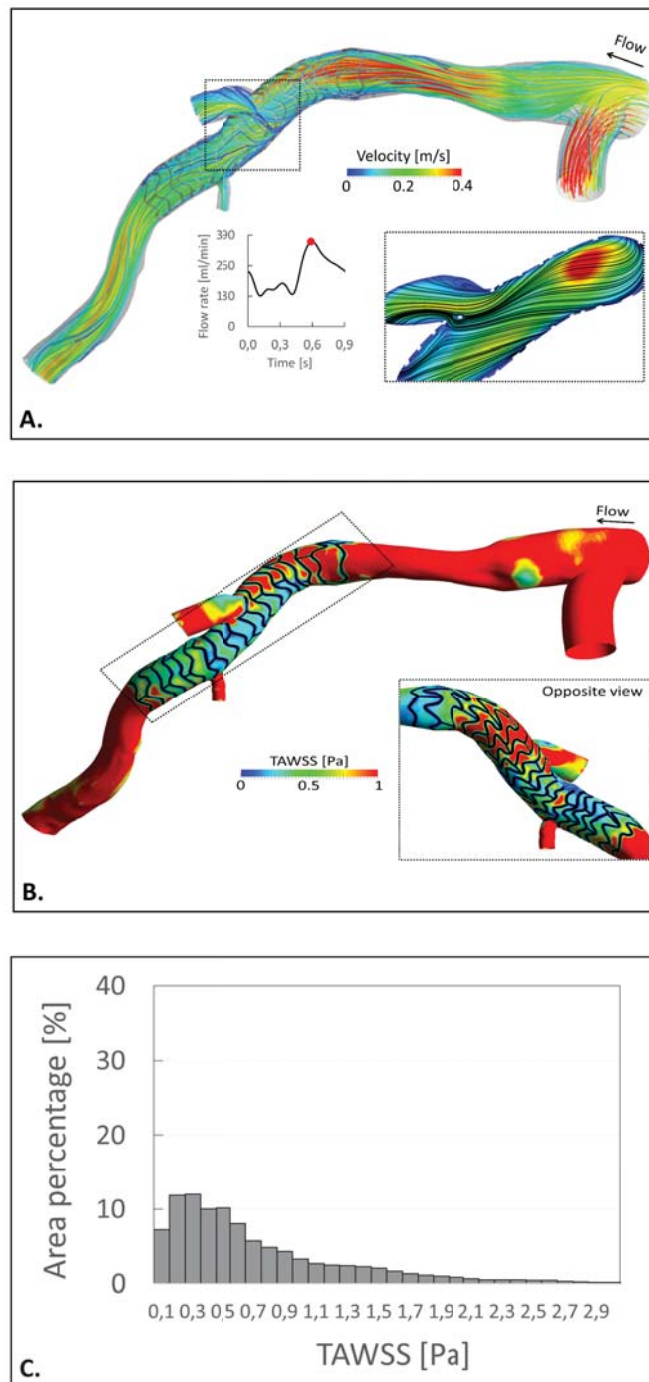 Flow
Velocity [m/s]
0 0.2 0.4
Flow rate [ml/min]
390
250
130
0
0,0 0,3 0,6 0,9
Time [s]
A.
Flow
Opposite view
TAWSS [Pa]
0 0.5 1
B.
Area percentage [%]
40
30
20
10
0
0,1 0,3 0,5 0,7 0,9 1,1 1,3 1,5 1,7 1,9 2,1 2,3 2,5 2,7 2,9
TAWSS [Pa]
C.